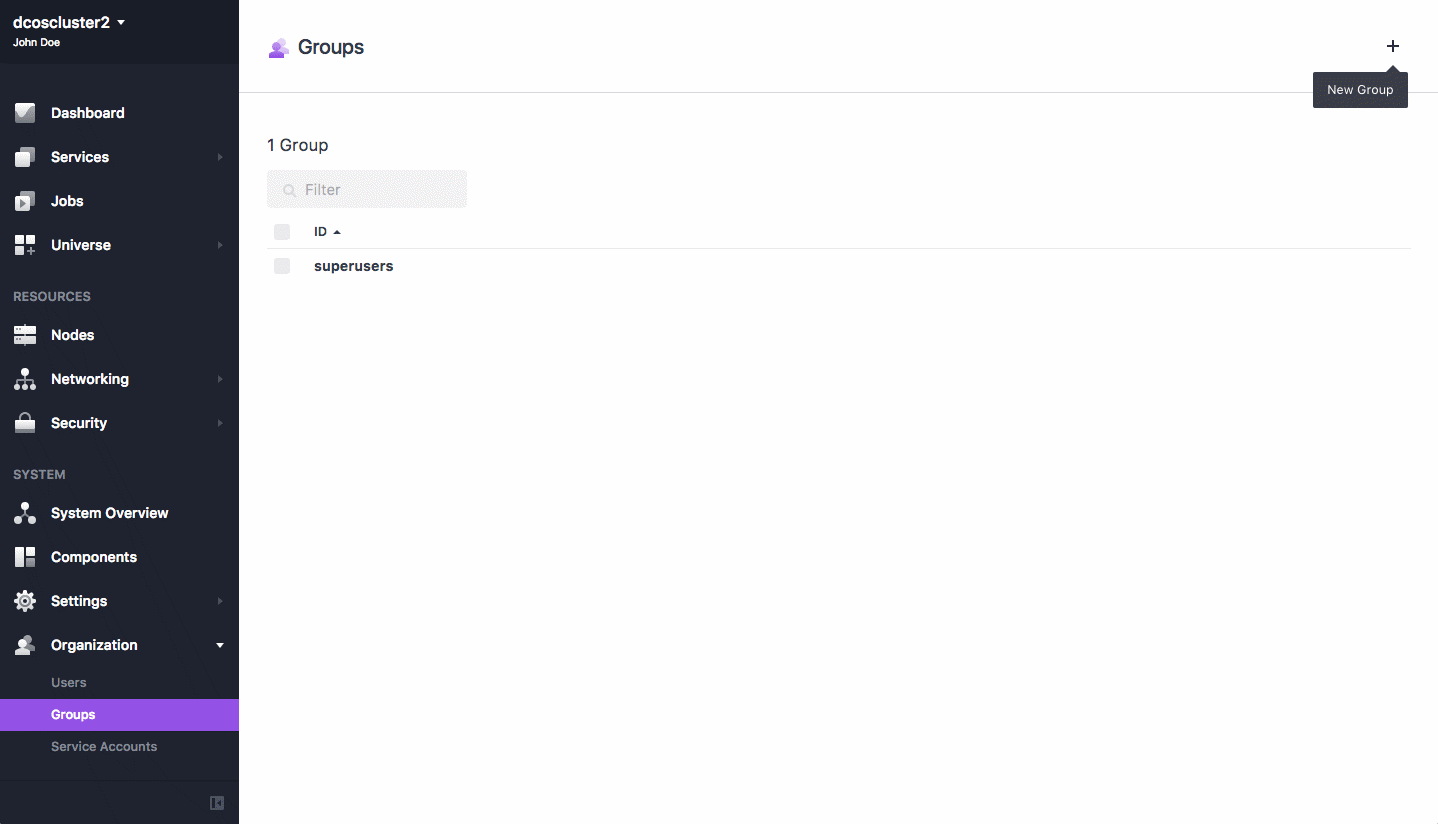 dcoscluster2
John Doe
Dashboard
Services
Jobs
Universe
RESOURCES
Nodes
Networking
Security
SYSTEM
System Overview
Components
Settings
Organization
Users
Groups
Service Accounts
Groups
New Group
1 Group
Filter
ID
superusers